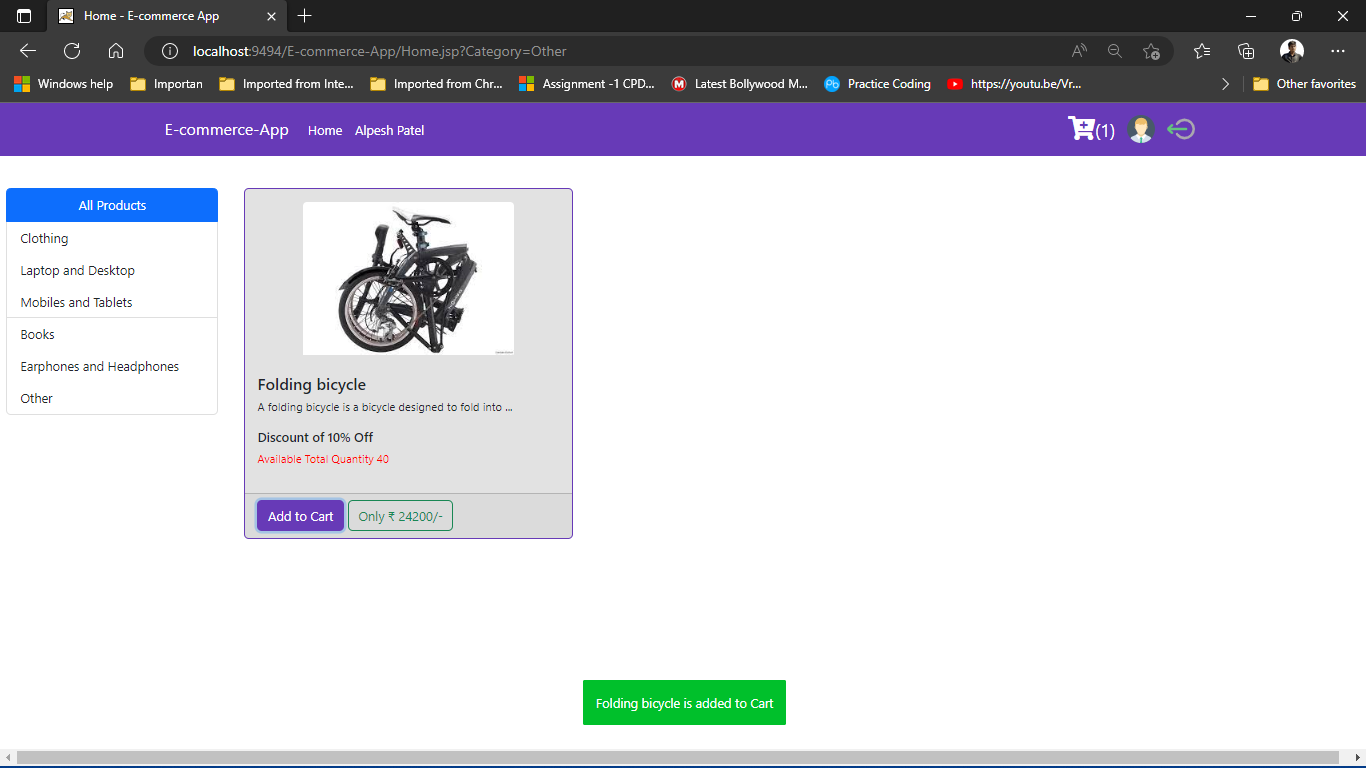 Home - E-commerce App
localhost:9494/E-commerce-App/Home.jsp?Category=Other
Windows help
Importan
Imported from Inte...
Imported from Chr...
Assignment -1 CPD...
Latest Bollywood M...
Practice Coding
https://youtu.be/Vr...
Other favorites
E-commerce-App
Home
Alpesh Patel
(1)
All Products
Clothing
Laptop and Desktop
Mobiles and Tablets
Books
Earphones and Headphones
Other
Folding bicycle
A folding bicycle is a bicycle designed to fold into ...
Discount of 10% Off
Available Total Quantity 40
Add to Cart
Only ₹ 24200/-
Folding bicycle is added to Cart